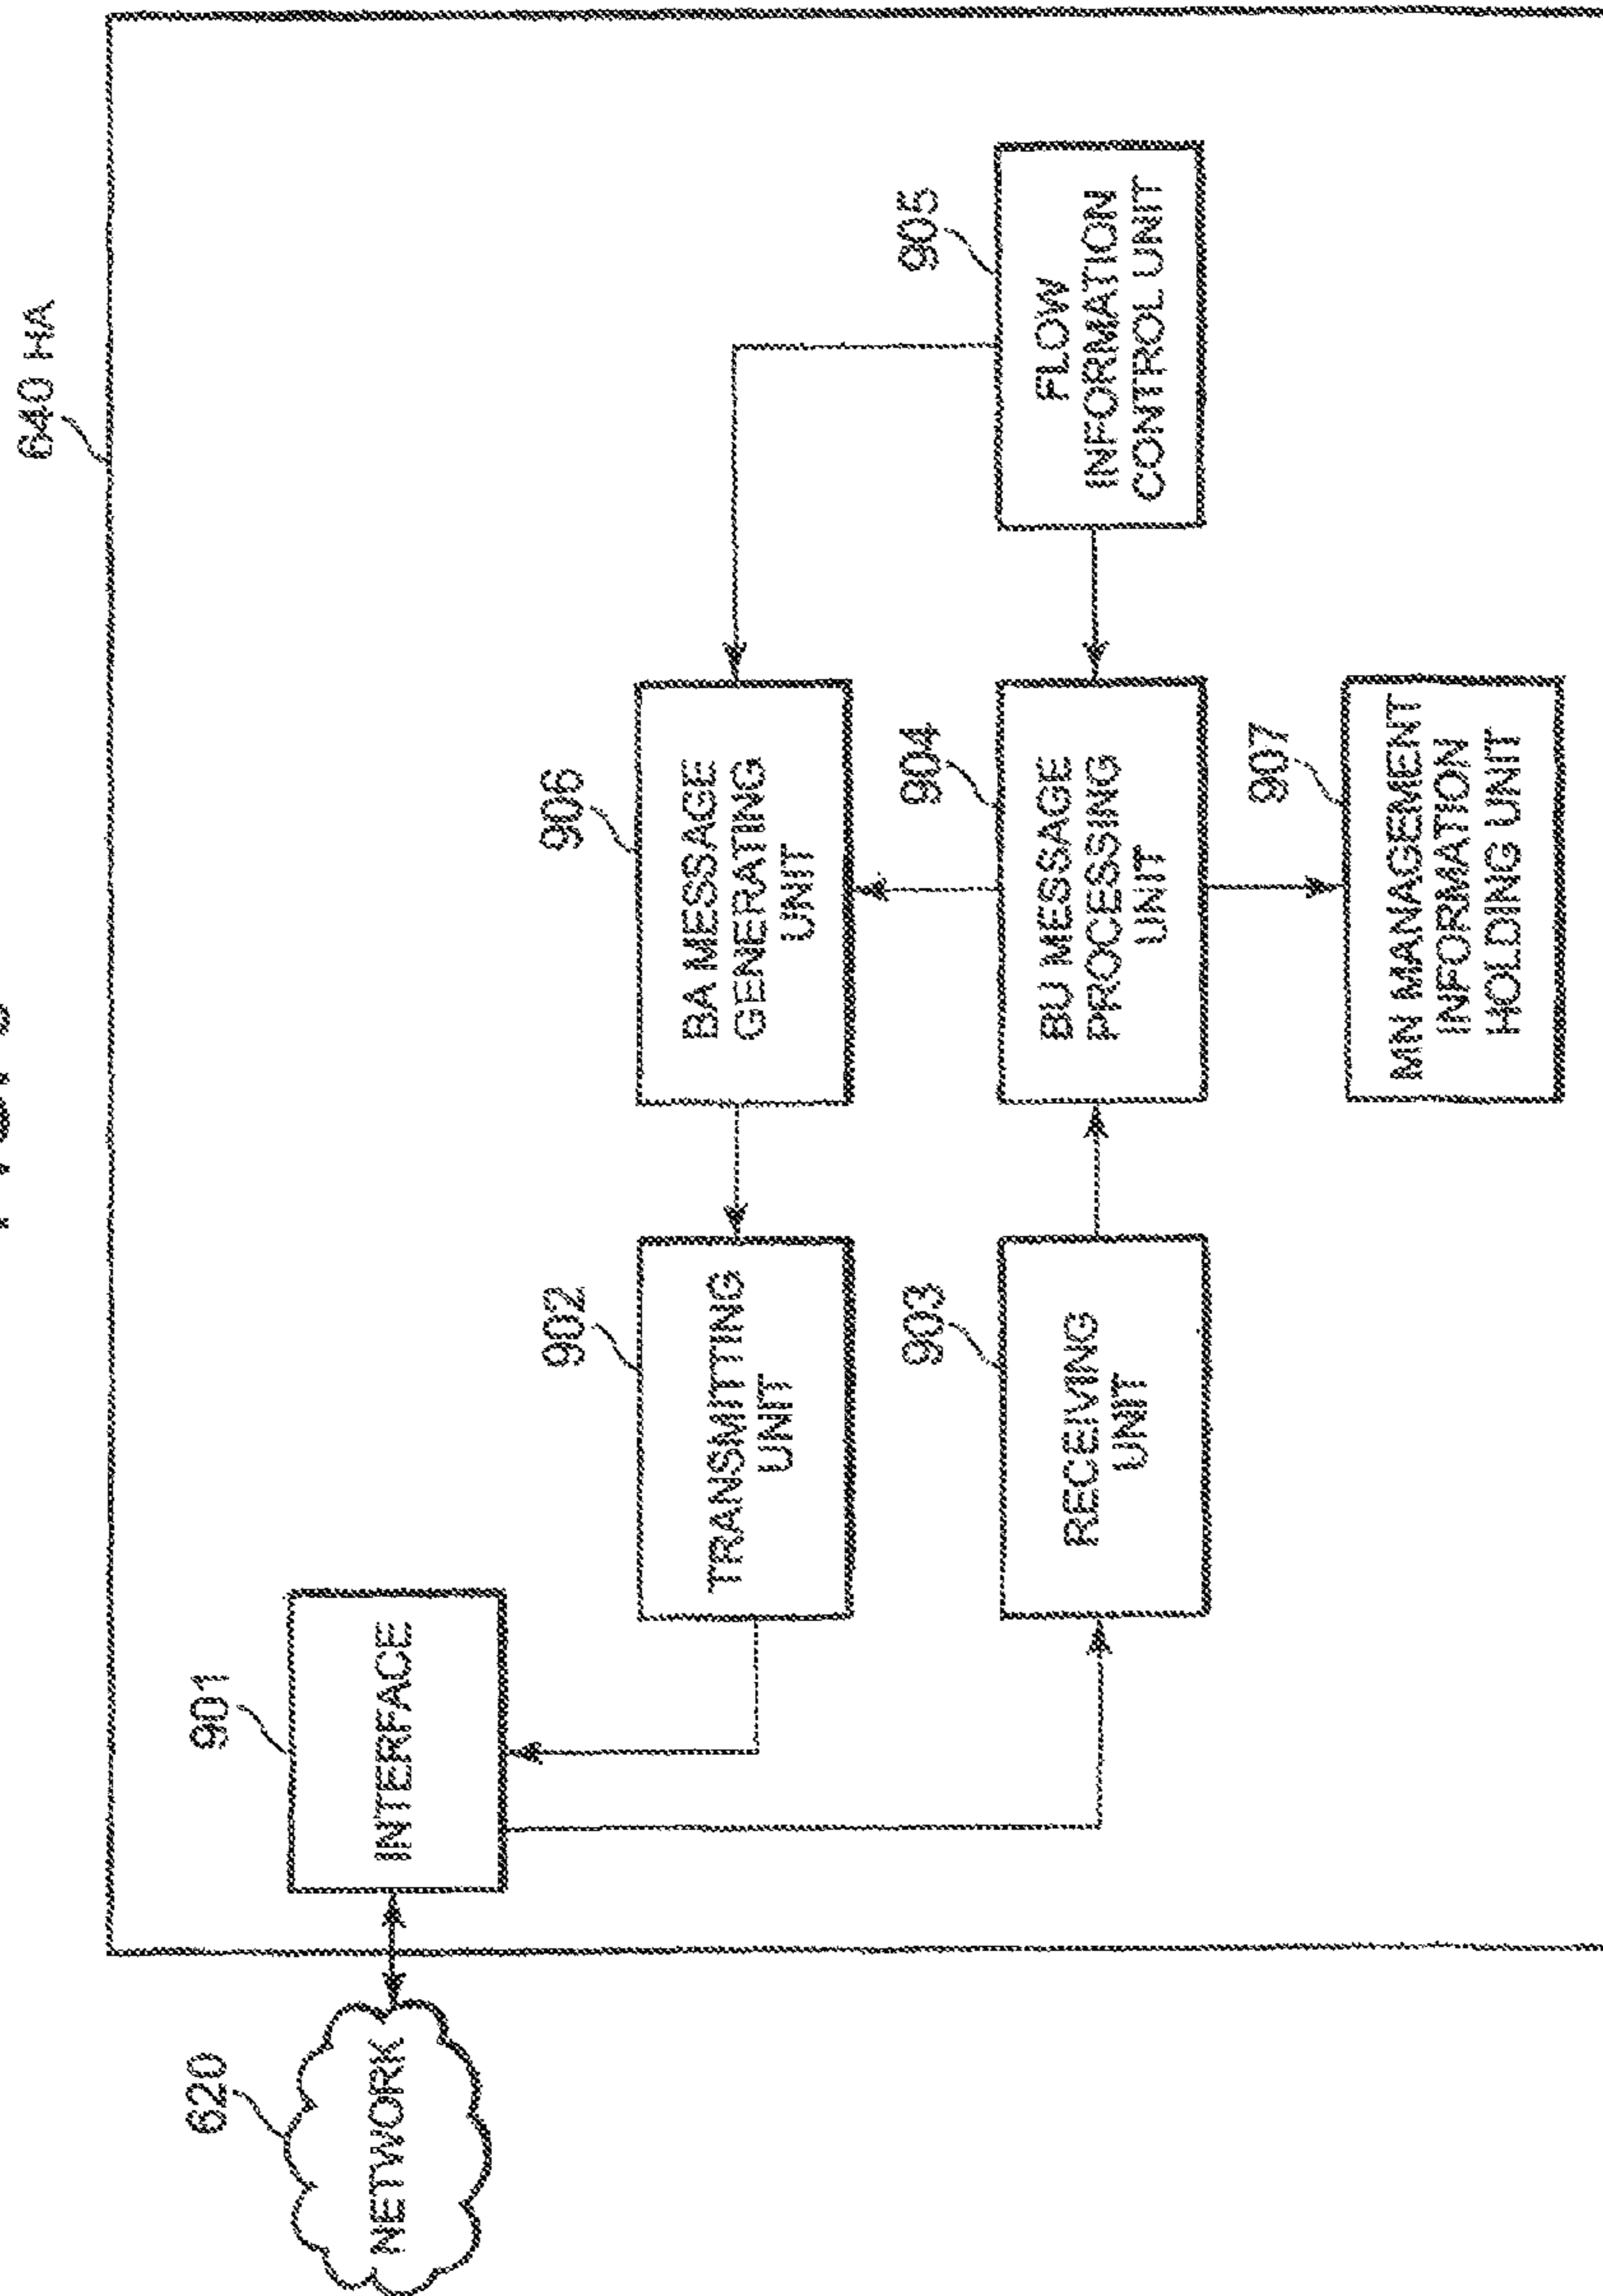 640 HA
620
NETWORK
901
INTERFACE
902
TRANSMITTING
UNIT
906
BA MESSAGE
GENERATING
UNIT
903
RECEIVING
UNIT
904
BU MESSAGE
PROCESSING
UNIT
905
FLOW
INFORMATION
CONTROL UNIT
907
MN MANAGEMENT
INFORMATION
HOLDING UNIT